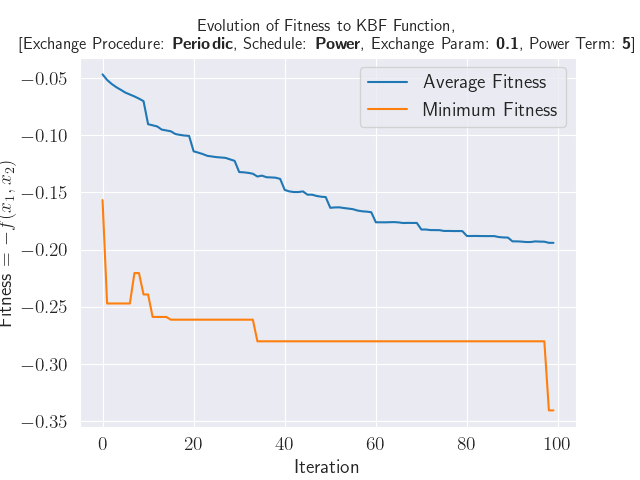 Evolution of Fitness to KBF Function,
[Exchange Procedure: Periodic, Schedule: Power, Exchange Param: 0.1, Power Term: 5]
Average Fitness
Minimum Fitness
Fitness = −f(x₁, x₂)
−0.05
−0.10
−0.15
−0.20
−0.25
−0.30
−0.35
0 20 40 60 80 100
Iteration